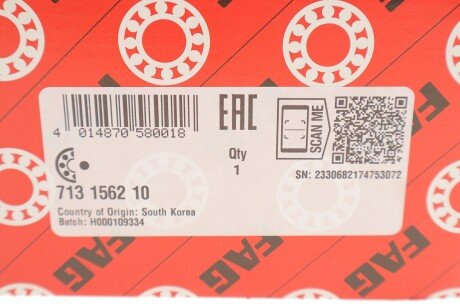 4 014870 580018
EAC
Qty
1
SCAN ME
SN: 2330682174753072
713 1562 10
Country of Origin: South Korea
Batch: H000109334
FAG
FAG
FAG